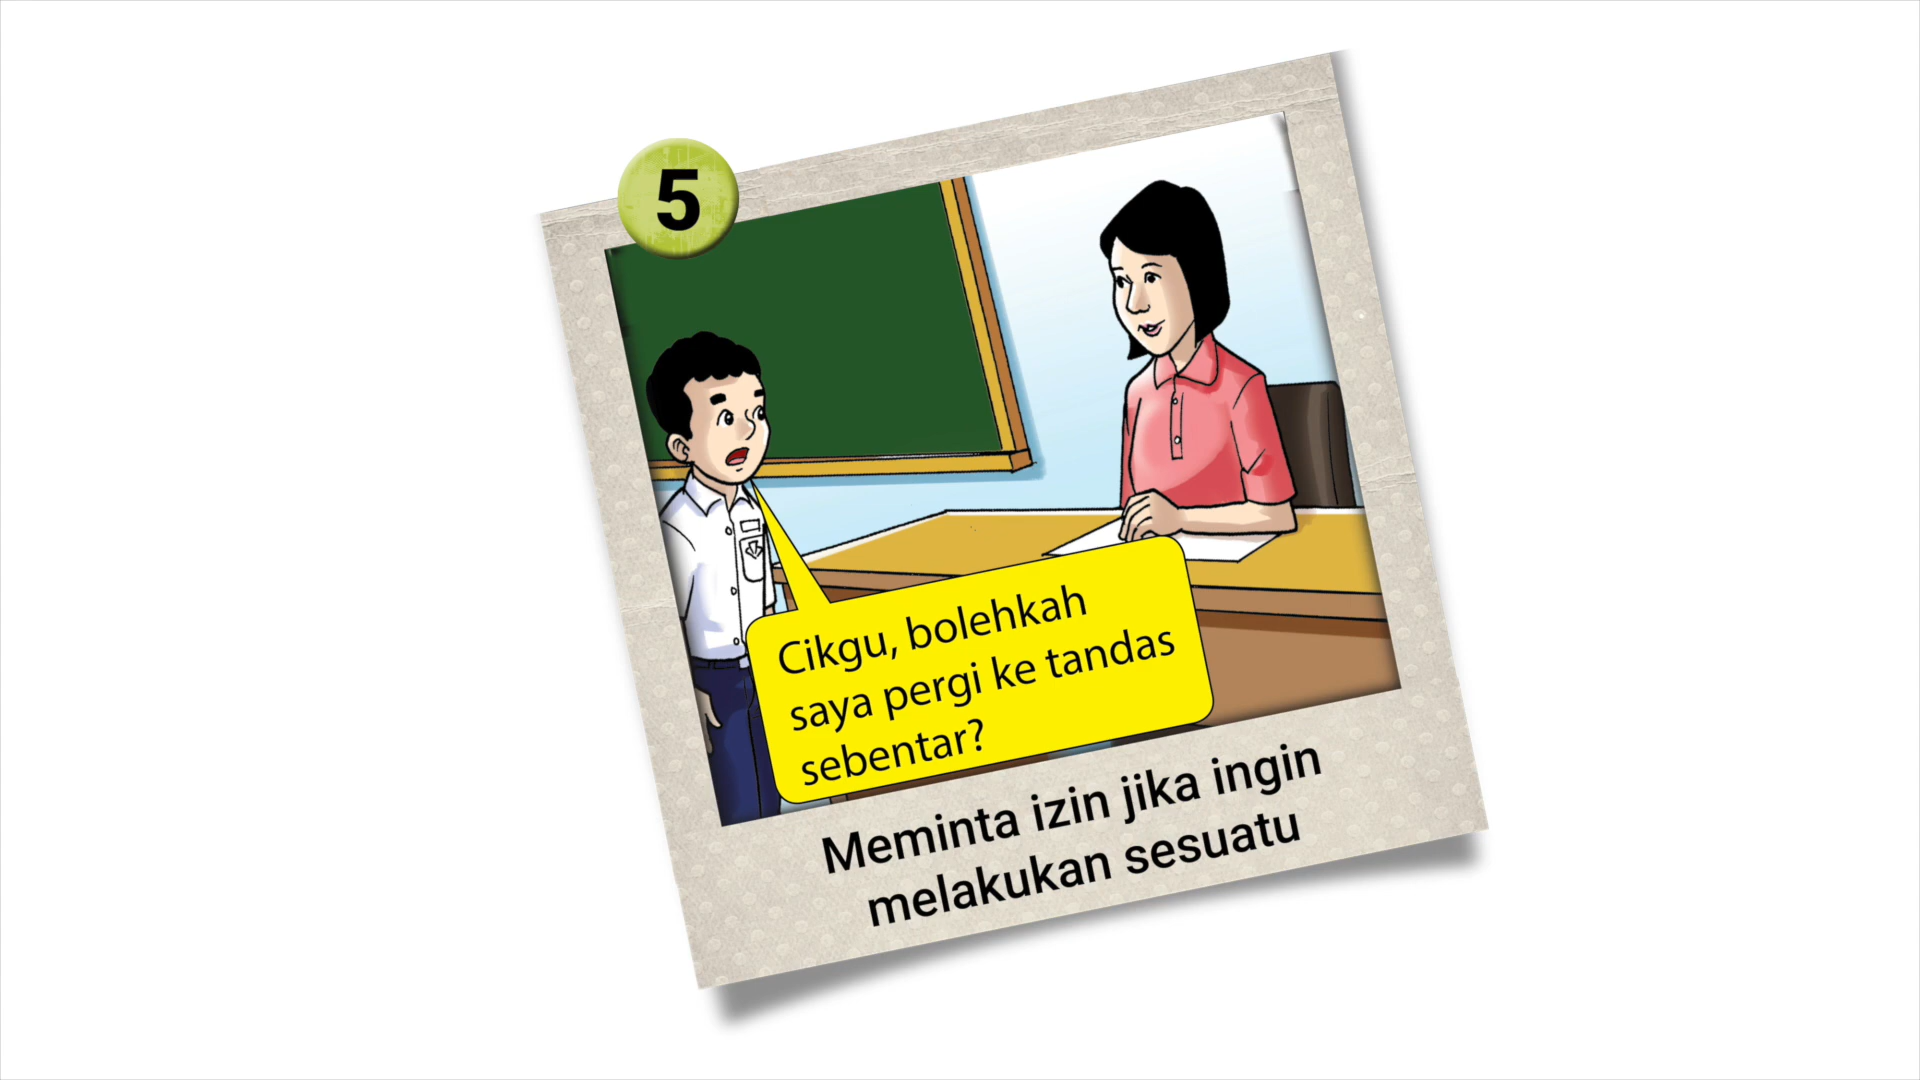 5
Cikgu, bolehkah
saya pergi ke tandas
sebentar?
Meminta izin jika ingin
melakukan sesuatu